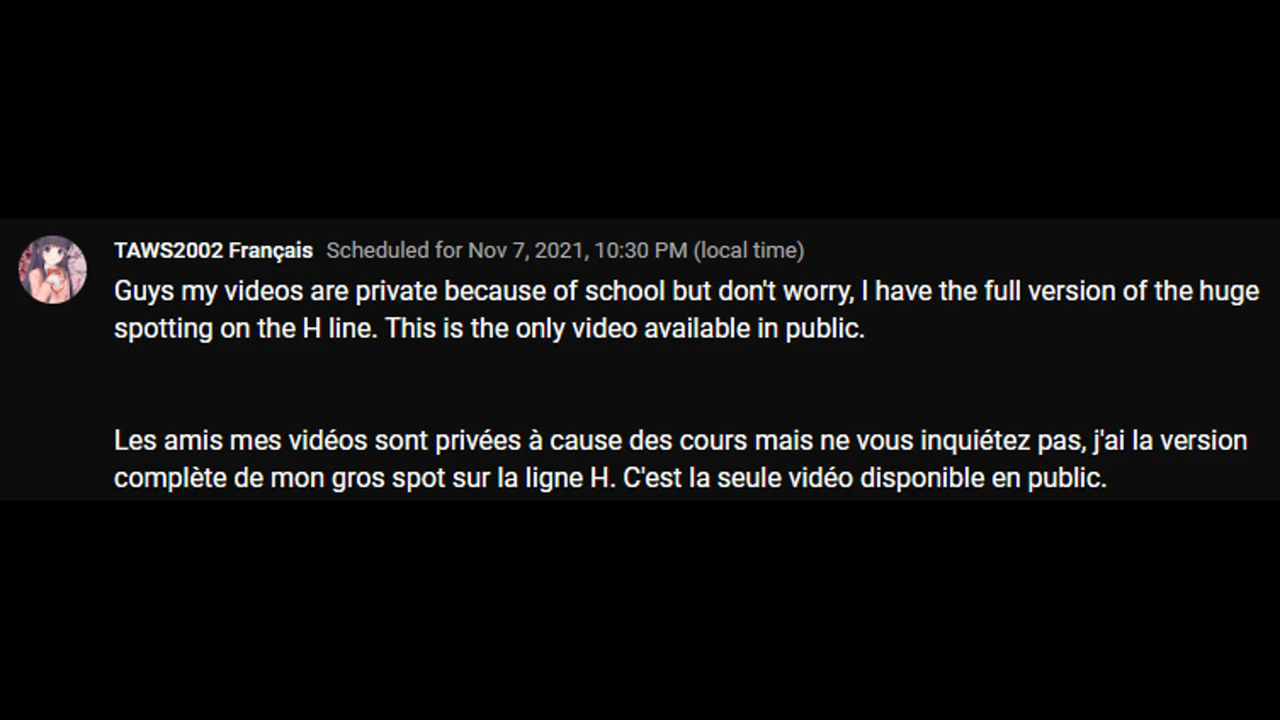 TAWS2002 Français Scheduled for Nov 7, 2021, 10:30 PM (local time)
Guys my videos are private because of school but don't worry, I have the full version of the huge
spotting on the H line. This is the only video available in public.
Les amis mes vidéos sont privées à cause des cours mais ne vous inquiétez pas, j'ai la version
complète de mon gros spot sur la ligne H. C'est la seule vidéo disponible en public.